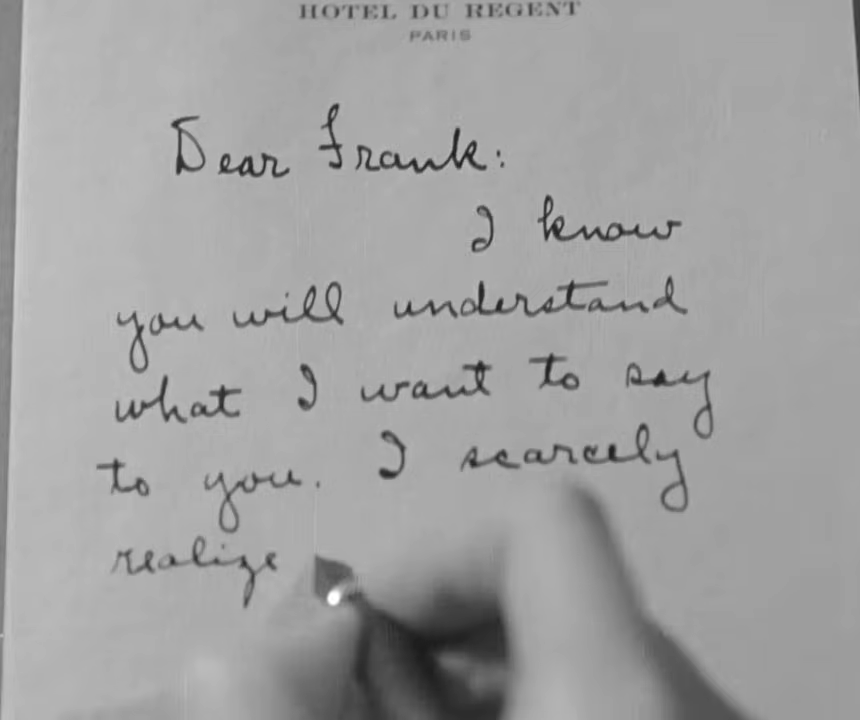 HOTEL DU REGENT
PARIS
Dear Frank:
I know
you will understand
what I want to say
to you. I scarcely
realize